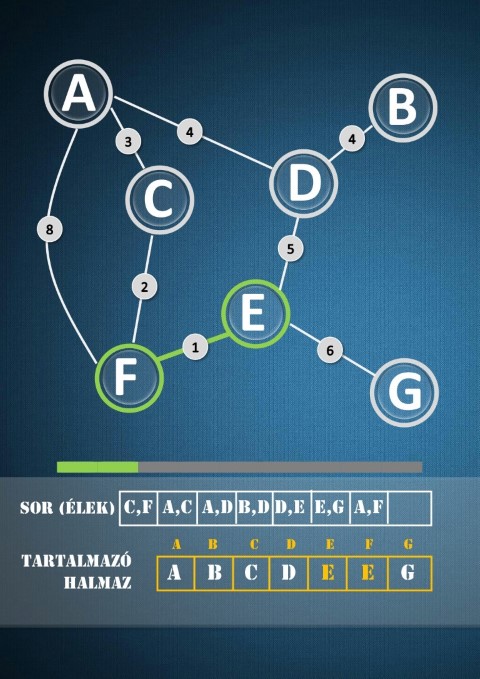 A
B
4
3
4
C
D
8
5
2
E
1
6
F
G
SOR (ÉLEK) C,F A,C A,D B,D D,E E,G A,F
A B C D E F G
TARTALMAZÓ
HALMAZ
A B C D E E G